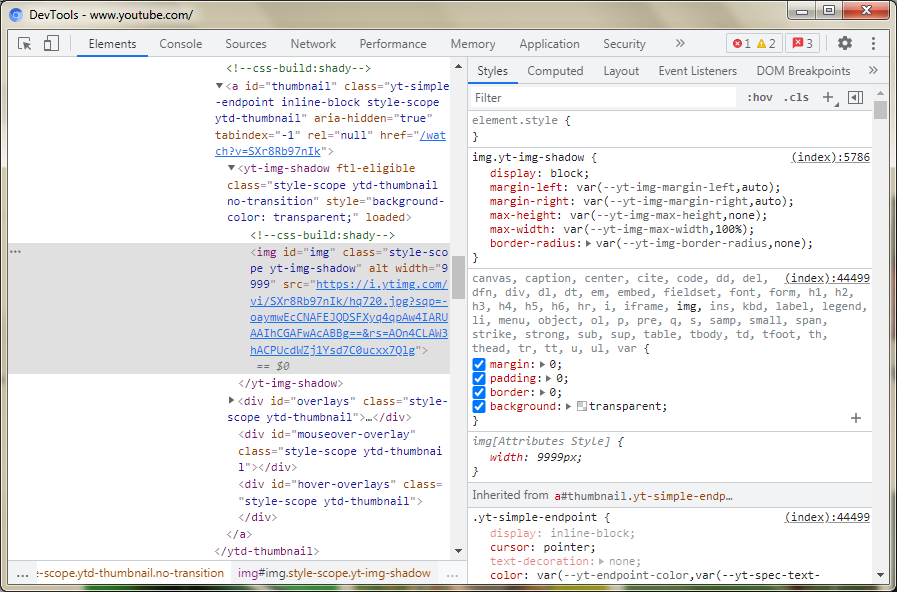 DevTools - www.youtube.com/
Elements Console Sources Network Performance Memory Application Security » 1 2 3
<!--css-build:shady-->
▼<a id="thumbnail" class="yt-simple
-endpoint inline-block style-scope
ytd-thumbnail" aria-hidden="true"
tabindex="-1" rel="null" href="/wat
ch?v=SXr8Rb97nIk">
▼<yt-img-shadow ftl-eligible
class="style-scope ytd-thumbnail
no-transition" style="background-
color: transparent;" loaded>
<!--css-build:shady-->
...
<img id="img" class="style-sco
pe yt-img-shadow" alt width="9
999" src="https://i.ytimg.com/
vi/SXr8Rb97nIk/hq720.jpg?sqp=-
oaymwEcCNAFEJQDSFXyq4qpAw4IARU
AAIhCGAFwAcABBg==&rs=AOn4CLAW3
hACPUcdWZj1Ysd7C0ucxx7Qlg">
== $0
</yt-img-shadow>
▶<div id="overlays" class="style-
scope ytd-thumbnail">…</div>
<div id="mouseover-overlay"
class="style-scope ytd-thumbnai
l"></div>
<div id="hover-overlays" class=
"style-scope ytd-thumbnail">
</div>
</a>
</ytd-thumbnail>
... e-scope.ytd-thumbnail.no-transition img#img.style-scope.yt-img-shadow ...
Styles Computed Layout Event Listeners DOM Breakpoints »
Filter :hov .cls +
element.style {
}
img.yt-img-shadow { (index):5786
display: block;
margin-left: var(--yt-img-margin-left,auto);
margin-right: var(--yt-img-margin-right,auto);
max-height: var(--yt-img-max-height,none);
max-width: var(--yt-img-max-width,100%);
border-radius:▶var(--yt-img-border-radius,none);
}
canvas, caption, center, cite, code, dd, del, (index):44499
dfn, div, dl, dt, em, embed, fieldset, font, form, h1, h2,
h3, h4, h5, h6, hr, i, iframe, img, ins, kbd, label, legend,
li, menu, object, ol, p, pre, q, s, samp, small, span,
strike, strong, sub, sup, table, tbody, td, tfoot, th,
thead, tr, tt, u, ul, var {
margin:▶0;
padding:▶0;
border:▶0;
background:▶transparent;
}
+
img[Attributes Style] {
width: 9999px;
}
Inherited from a#thumbnail.yt-simple-endp…
.yt-simple-endpoint { (index):44499
display: inline-block;
cursor: pointer;
text-decoration:▶none;
color: var(--yt-endpoint-color,var(--yt-spec-text-